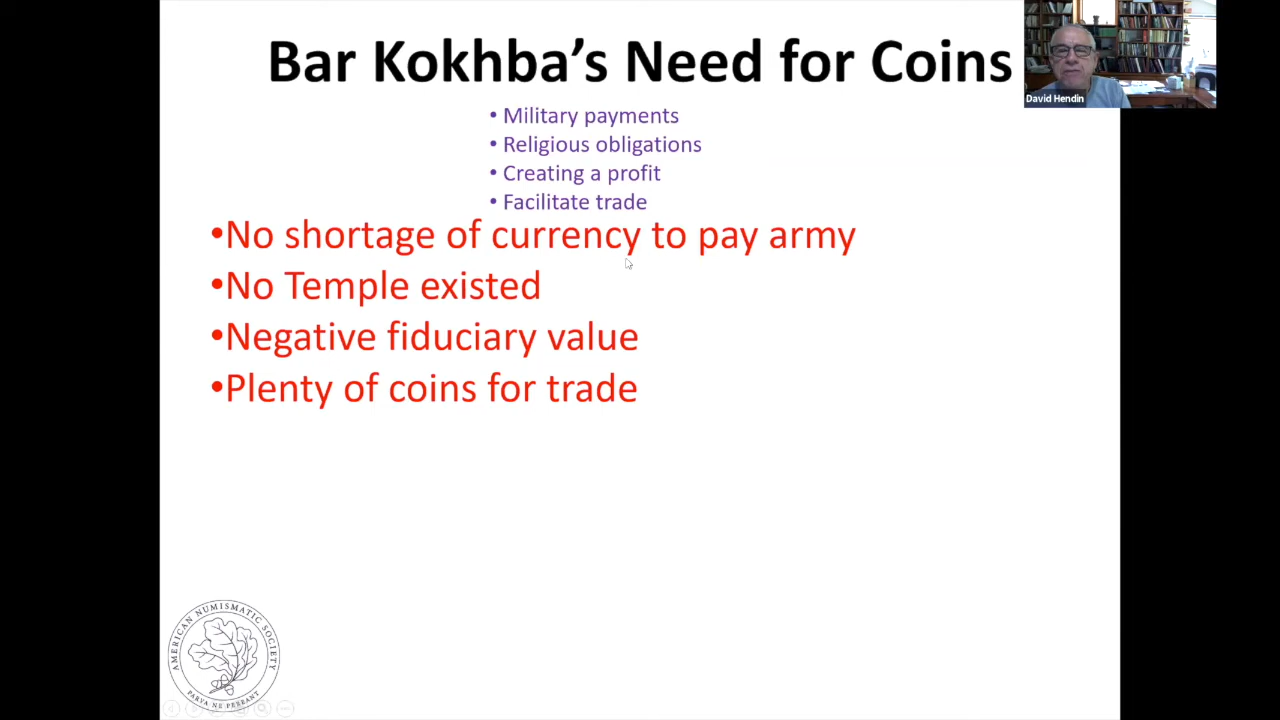 Bar Kokhba's Need for Coins
• Military payments
• Religious obligations
• Creating a profit
• Facilitate trade
•No shortage of currency to pay army
•No Temple existed
•Negative fiduciary value
•Plenty of coins for trade
David Hendin
AMERICAN NUMISMATIC SOCIETY
PARVA NE PEREANT